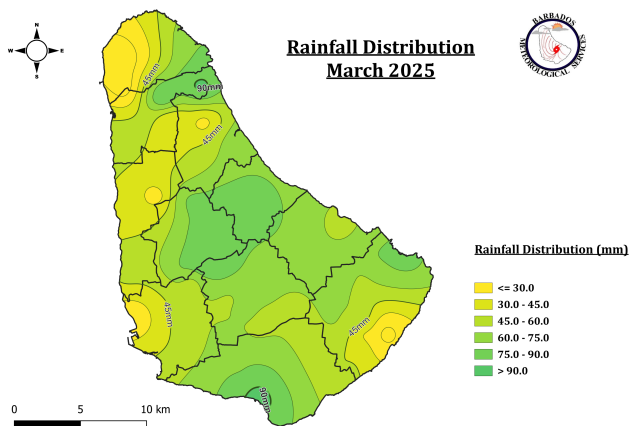 Rainfall Distribution
March 2025
BARBADOS
METEOROLOGICAL SERVICES
N
W
E
S
45mm
90mm
45mm
45mm
45mm
90mm
Rainfall Distribution (mm)
<= 30.0
30.0 - 45.0
45.0 - 60.0
60.0 - 75.0
75.0 - 90.0
> 90.0
0 5 10 km